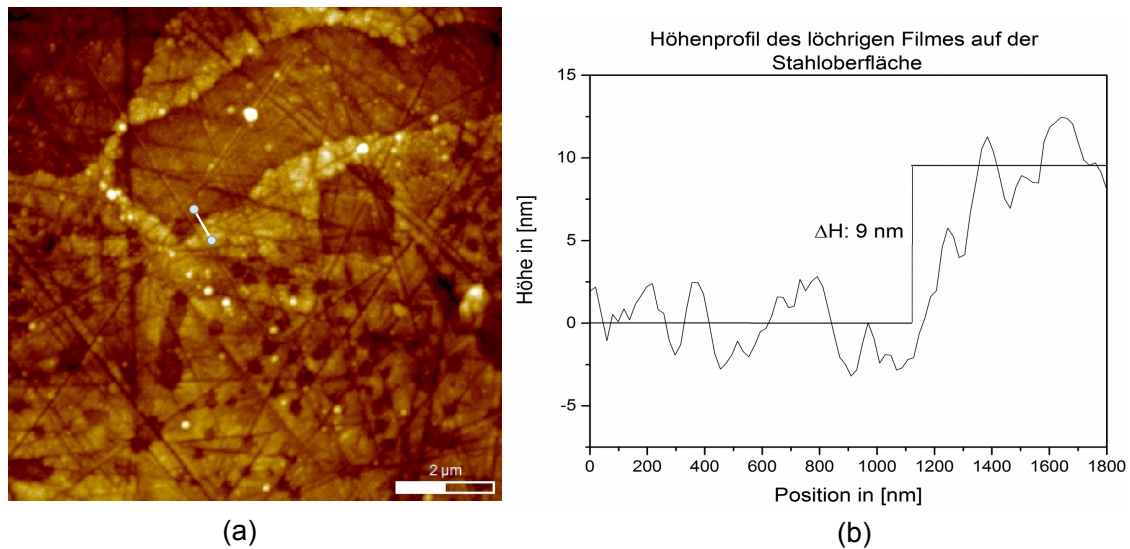 2 µm
(a)
Höhenprofil des löchrigen Filmes auf der
Stahloberfläche
Höhe in [nm]
15
10
5
0
-5
ΔH: 9 nm
0 200 400 600 800 1000 1200 1400 1600 1800
Position in [nm]
(b)